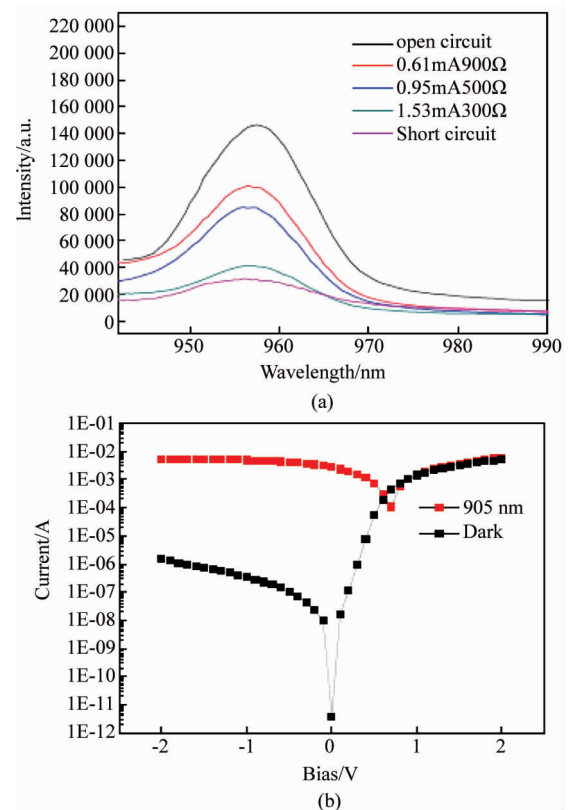 220 000
200 000
180 000
160 000
140 000
120 000
100 000
80 000
60 000
40 000
20 000
0
Intensity/a.u.
open circuit
0.61mA900Ω
0.95mA500Ω
1.53mA300Ω
Short circuit
950 960 970 980 990
Wavelength/nm
(a)
1E-01
1E-02
1E-03
1E-04
1E-05
1E-06
1E-07
1E-08
1E-09
1E-10
1E-11
1E-12
Current/A
905 nm
Dark
-2 -1 0 1 2
Bias/V
(b)